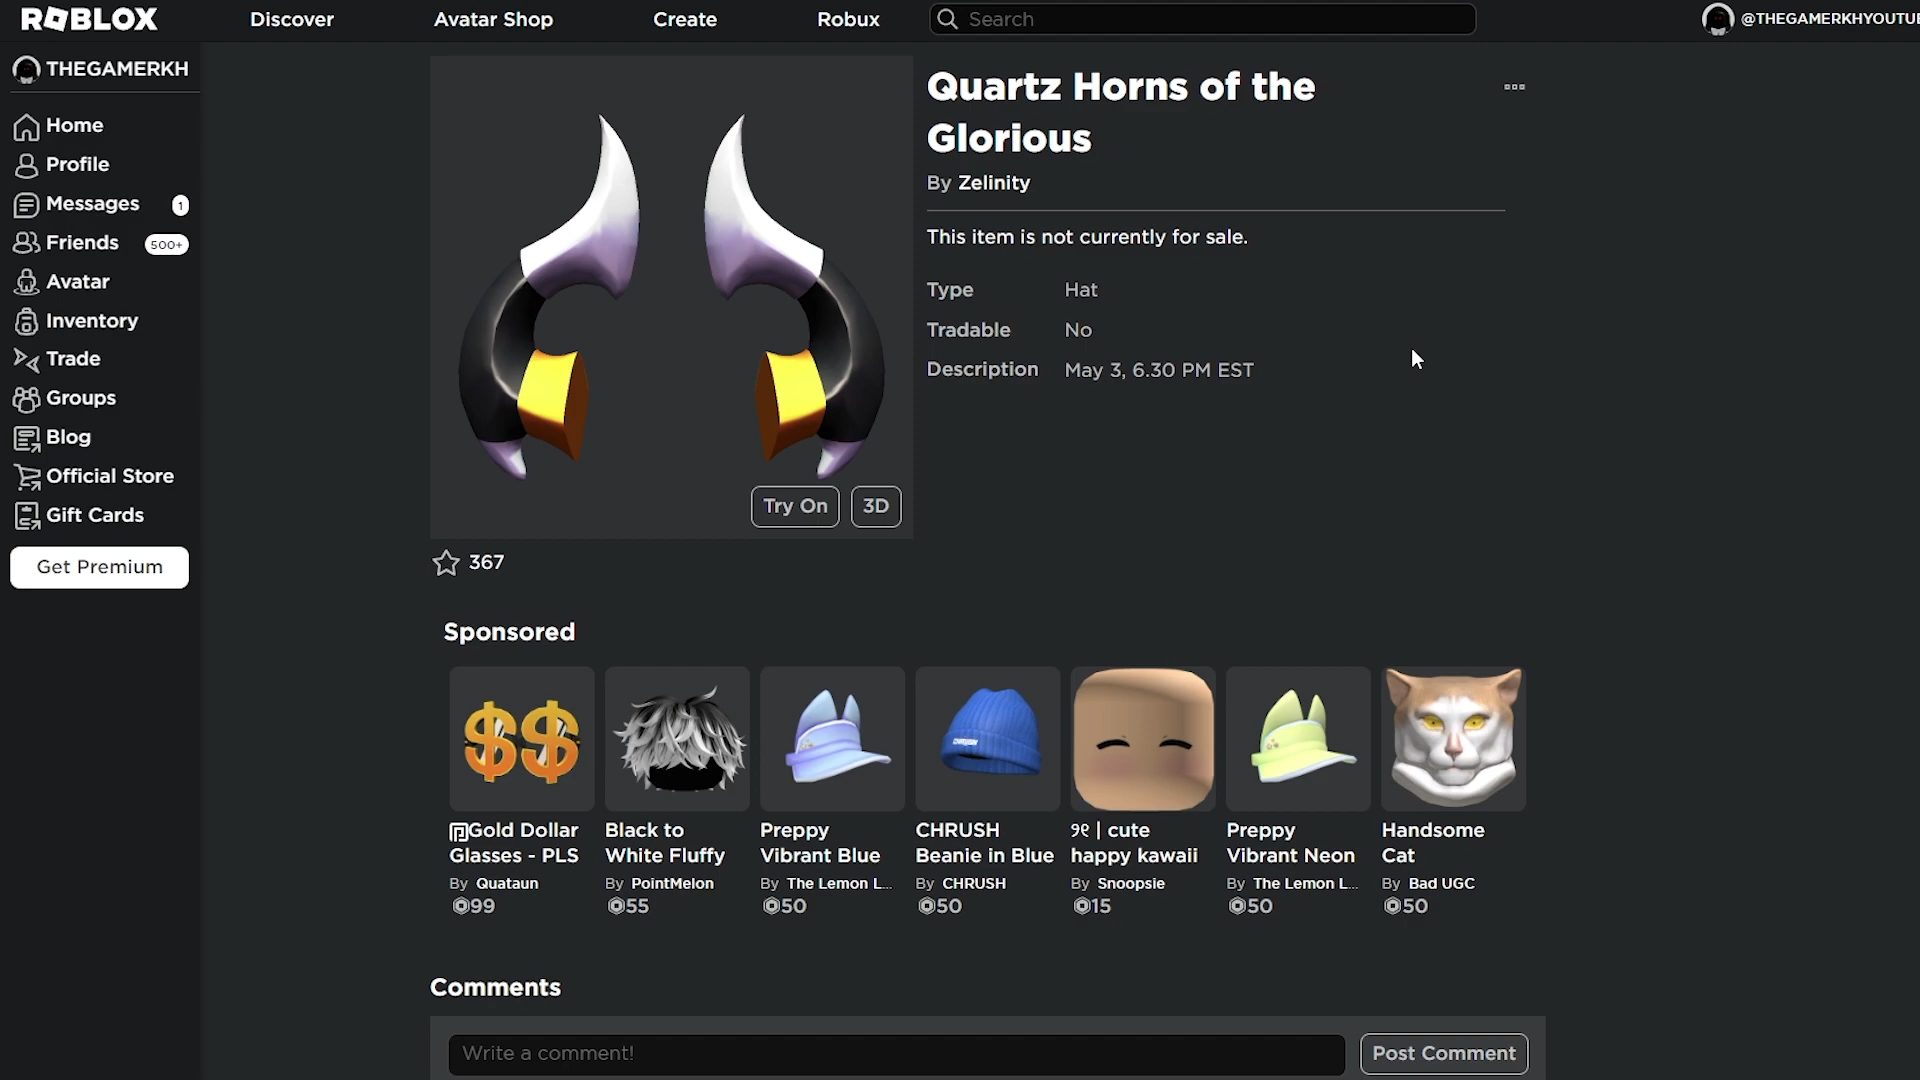 ROBLOX
Discover
Avatar Shop
Create
Robux
Search
@THEGAMERKHYOUTUB
THEGAMERKH
Home
Profile
Messages 1
Friends 500+
Avatar
Inventory
Trade
Groups
Blog
Official Store
Gift Cards
Get Premium
Quartz Horns of the
Glorious
By Zelinity
This item is not currently for sale.
Type Hat
Tradable No
Description May 3, 6.30 PM EST
Try On
3D
367
Sponsored
CHRUSH
Gold Dollar
Glasses - PLS
By Quataun
99
Black to
White Fluffy
By PointMelon
55
Preppy
Vibrant Blue
By The Lemon L...
50
CHRUSH
Beanie in Blue
By CHRUSH
50
୨୧ | cute
happy kawaii
By Snoopsie
15
Preppy
Vibrant Neon
By The Lemon L...
50
Handsome
Cat
By Bad UGC
50
Comments
Write a comment!
Post Comment